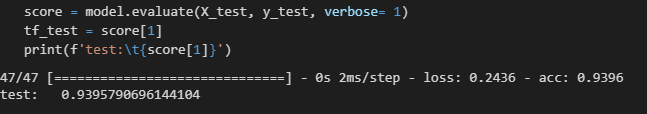 score = model.evaluate(X_test, y_test, verbose= 1)
tf_test = score[1]
print(f'test:\t{score[1]}')
47/47 [==============================] - 0s 2ms/step - loss: 0.2436 - acc: 0.9396
test:   0.9395790696144104